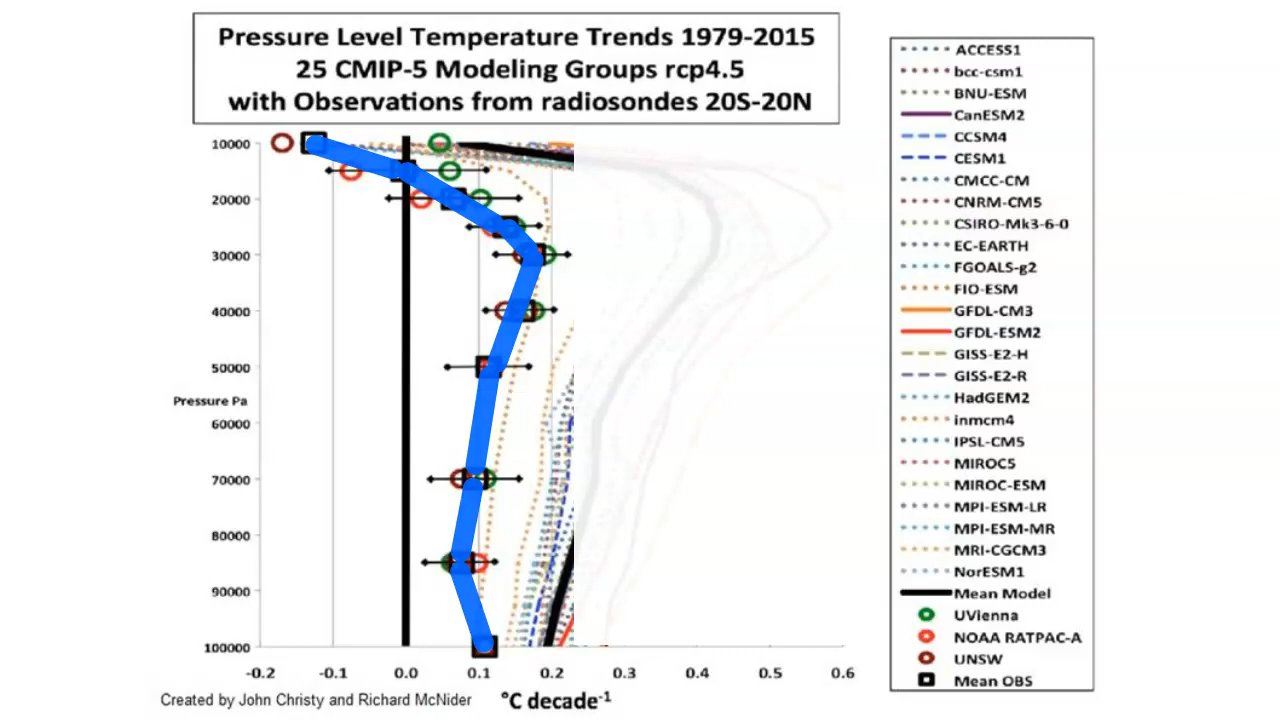 Pressure Level Temperature Trends 1979-2015
25 CMIP-5 Modeling Groups rcp4.5
with Observations from radiosondes 20S-20N
10000
20000
30000
40000
50000
Pressure Pa
60000
70000
80000
90000
100000
-0.2 -0.1 0.0 0.1 0.2 0.3 0.4 0.5 0.6
°C decade-1
Created by John Christy and Richard McNider
ACCESS1
bcc-csm1
BNU-ESM
CanESM2
CCSM4
CESM1
CMCC-CM
CNRM-CM5
CSIRO-Mk3-6-0
EC-EARTH
FGOALS-g2
FIO-ESM
GFDL-CM3
GFDL-ESM2
GISS-E2-H
GISS-E2-R
HadGEM2
inmcm4
IPSL-CM5
MIROC5
MIROC-ESM
MPI-ESM-LR
MPI-ESM-MR
MRI-CGCM3
NorESM1
Mean Model
UVienna
NOAA RATPAC-A
UNSW
Mean OBS